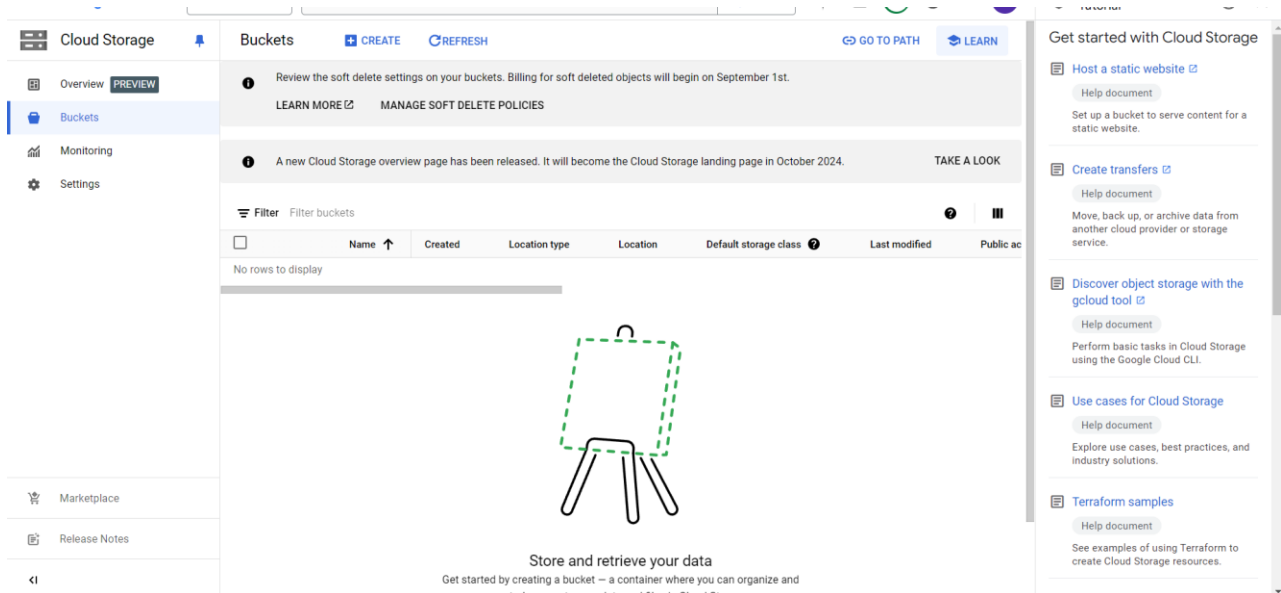 Tutorial
Cloud Storage
Overview PREVIEW
Buckets
Monitoring
Settings
Marketplace
Release Notes
Buckets CREATE REFRESH GO TO PATH LEARN
Review the soft delete settings on your buckets. Billing for soft deleted objects will begin on September 1st.
LEARN MORE MANAGE SOFT DELETE POLICIES
A new Cloud Storage overview page has been released. It will become the Cloud Storage landing page in October 2024. TAKE A LOOK
Filter Filter buckets
Name Created Location type Location Default storage class Last modified Public ac
No rows to display
Store and retrieve your data
Get started by creating a bucket — a container where you can organize and
Get started with Cloud Storage
Host a static website
Help document
Set up a bucket to serve content for a
static website.
Create transfers
Help document
Move, back up, or archive data from
another cloud provider or storage
service.
Discover object storage with the
gcloud tool
Help document
Perform basic tasks in Cloud Storage
using the Google Cloud CLI.
Use cases for Cloud Storage
Help document
Explore use cases, best practices, and
industry solutions.
Terraform samples
Help document
See examples of using Terraform to
create Cloud Storage resources.